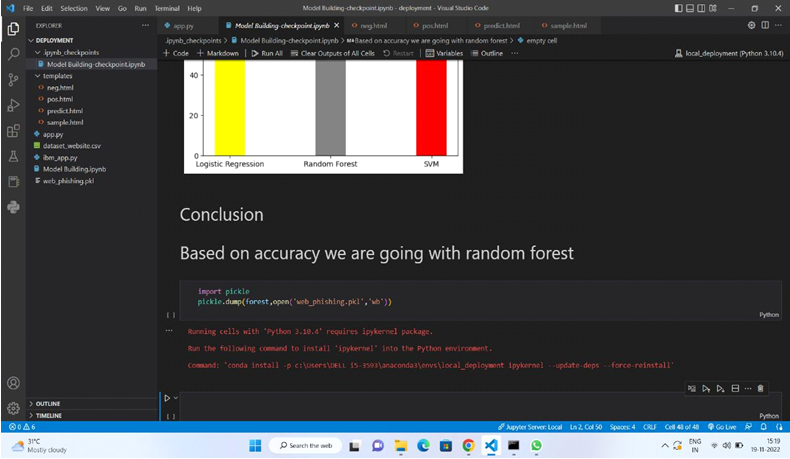 File Edit Selection View Go Run Terminal Help
Model Building-checkpoint.ipynb - deployment - Visual Studio Code
EXPLORER
DEPLOYMENT
.ipynb_checkpoints
Model Building-checkpoint.ipynb
templates
neg.html
pos.html
predict.html
sample.html
app.py
dataset_website.csv
ibm_app.py
Model Building.ipynb
web_phishing.pkl
OUTLINE
TIMELINE
app.py Model Building-checkpoint.ipynb neg.html pos.html predict.html sample.html
.ipynb_checkpoints > Model Building-checkpoint.ipynb > Based on accuracy we are going with random forest > empty cell
+ Code + Markdown Run All Clear Outputs of All Cells Restart Variables Outline ...
local_deployment (Python 3.10.4)
40
20
0
Logistic Regression Random Forest SVM
Conclusion
Based on accuracy we are going with random forest
import pickle
pickle.dump(forest,open('web_phishing.pkl','wb'))
[ ]
Python
Running cells with 'Python 3.10.4' requires ipykernel package.
Run the following command to install 'ipykernel' into the Python environment.
Command: 'conda install -p c:\Users\DELL i5-3593\anaconda3\envs\local_deployment ipykernel --update-deps --force-reinstall'
[ ]
Python
0 6 Jupyter Server: Local Ln 2, Col 50 Spaces: 4 CRLF Cell 48 of 48 Go Live
31°C
Mostly cloudy
Search the web
ENG
IN
15:19
19-11-2022